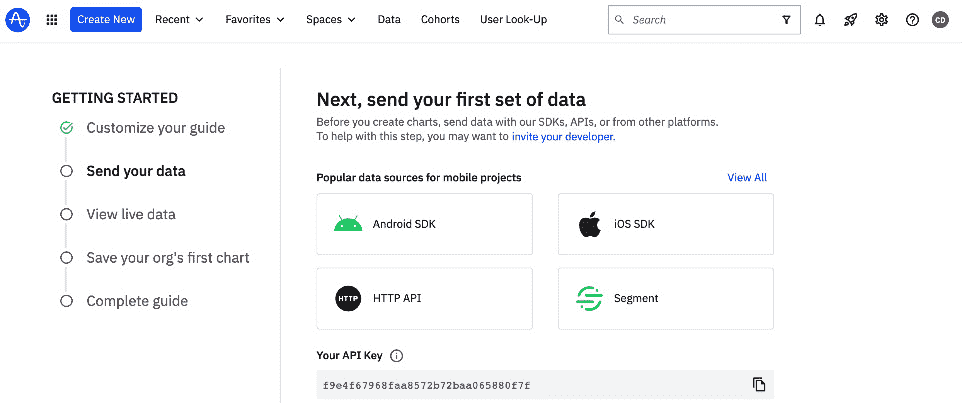 Create New Recent Favorites Spaces Data Cohorts User Look-Up Search CD
GETTING STARTED
Customize your guide
Send your data
View live data
Save your org's first chart
Complete guide
Next, send your first set of data
Before you create charts, send data with our SDKs, APIs, or from other platforms.
To help with this step, you may want to invite your developer.
Popular data sources for mobile projects View All
Android SDK iOS SDK
HTTP HTTP API Segment
Your API Key
f9e4f67968faa8572b72baa065880f7f